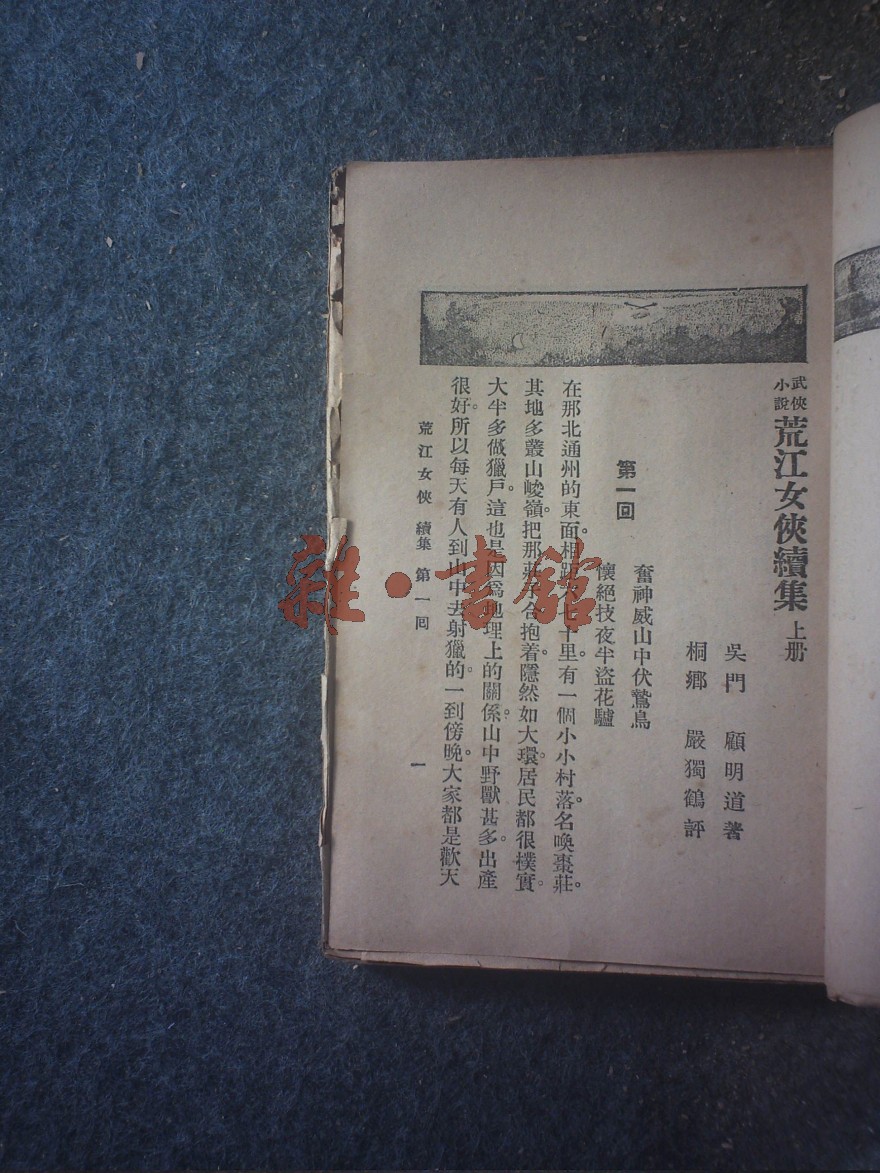 武俠小說 荒江女俠續集 上册
吳門 顧明道著
桐鄉 嚴獨鶴評
第一回
奮神威山中伏鷙鳥
懷絕技夜半盜花驢
在那北通州的東面。相距六七十里。有一個小小村落。名喚棗莊。
其地多叢山峻嶺。把那莊子合抱着。隱然如大環。居民都很樸實。
大半多做獵戶。這也是因爲地理上的關係。山中野獸甚多。出產
很好。所以每天有人到山中去射獵的。一到傍晚。大家都是歡天
荒江女俠 續集 第一回
一
雜·書館